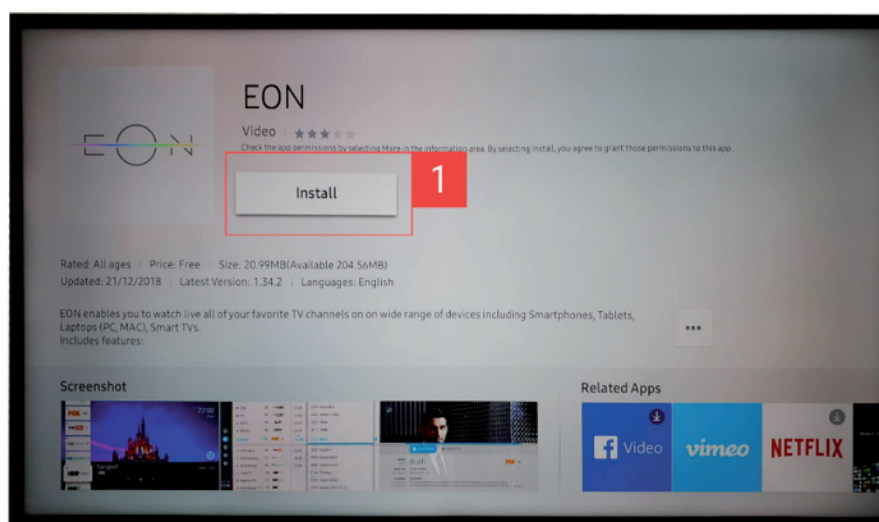 EON
EON
Video
Check the app permissions by selecting More in the information area. By selecting Install, you agree to grant those permissions to this app.
Install
1
Rated: All ages | Price: Free | Size: 20.99MB(Available 204.56MB)
Updated: 21/12/2018 | Latest Version: 1.34.2 | Languages: English
EON enables you to watch live all of your favorite TV channels on on wide range of devices including Smartphones, Tablets,
Laptops (PC, MAC), Smart TVs.
Includes features:
Screenshot
Related Apps
Video
vimeo
NETFLIX